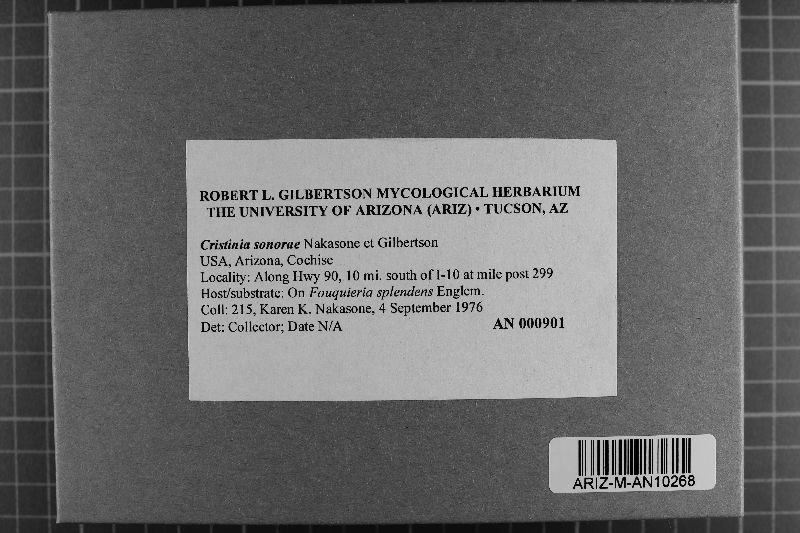 ROBERT L. GILBERTSON MYCOLOGICAL HERBARIUM
THE UNIVERSITY OF ARIZONA (ARIZ) • TUCSON, AZ
Cristinia sonorae Nakasone et Gilbertson
USA, Arizona, Cochise
Locality: Along Hwy 90, 10 mi. south of I-10 at mile post 299
Host/substrate: On Fouquieria splendens Englem.
Coll: 215, Karen K. Nakasone, 4 September 1976
Det: Collector; Date N/A AN 000901
ARIZ-M-AN10268